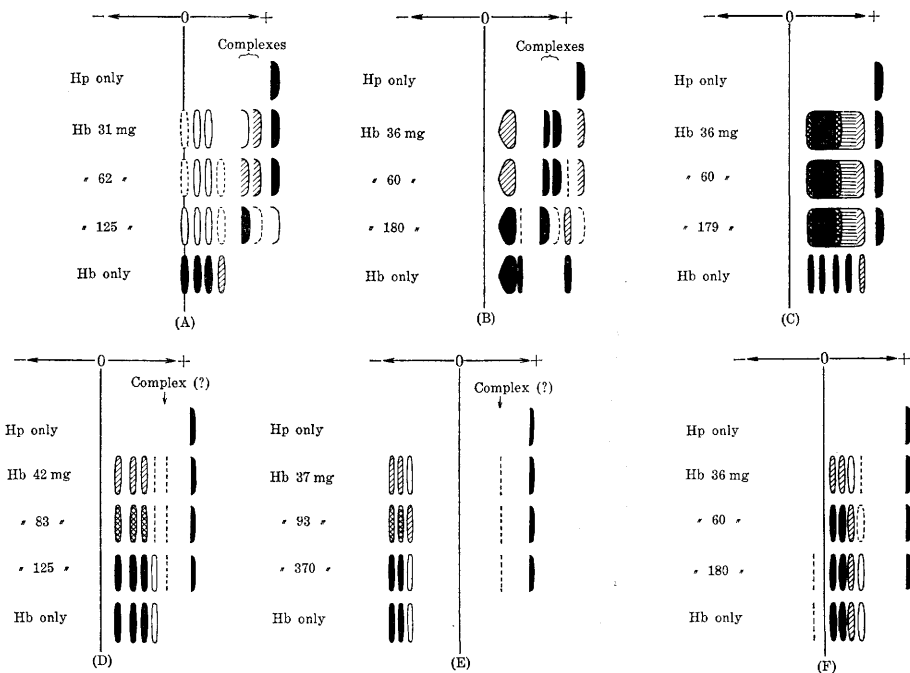 − 0 +
Complexes
Hp only
Hb 31 mg
〃 62 〃
〃 125 〃
Hb only
(A)
− 0 +
Complexes
Hp only
Hb 36 mg
〃 60 〃
〃 180 〃
Hb only
(B)
− 0 +
Hp only
Hb 36 mg
〃 60 〃
〃 179 〃
Hb only
(C)
− 0 +
Complex (?)
Hp only
Hb 42 mg
〃 83 〃
〃 125 〃
Hb only
(D)
− 0 +
Complex (?)
Hp only
Hb 37 mg
〃 93 〃
〃 370 〃
Hb only
(E)
− 0 +
Hp only
Hb 36 mg
〃 60 〃
〃 180 〃
Hb only
(F)